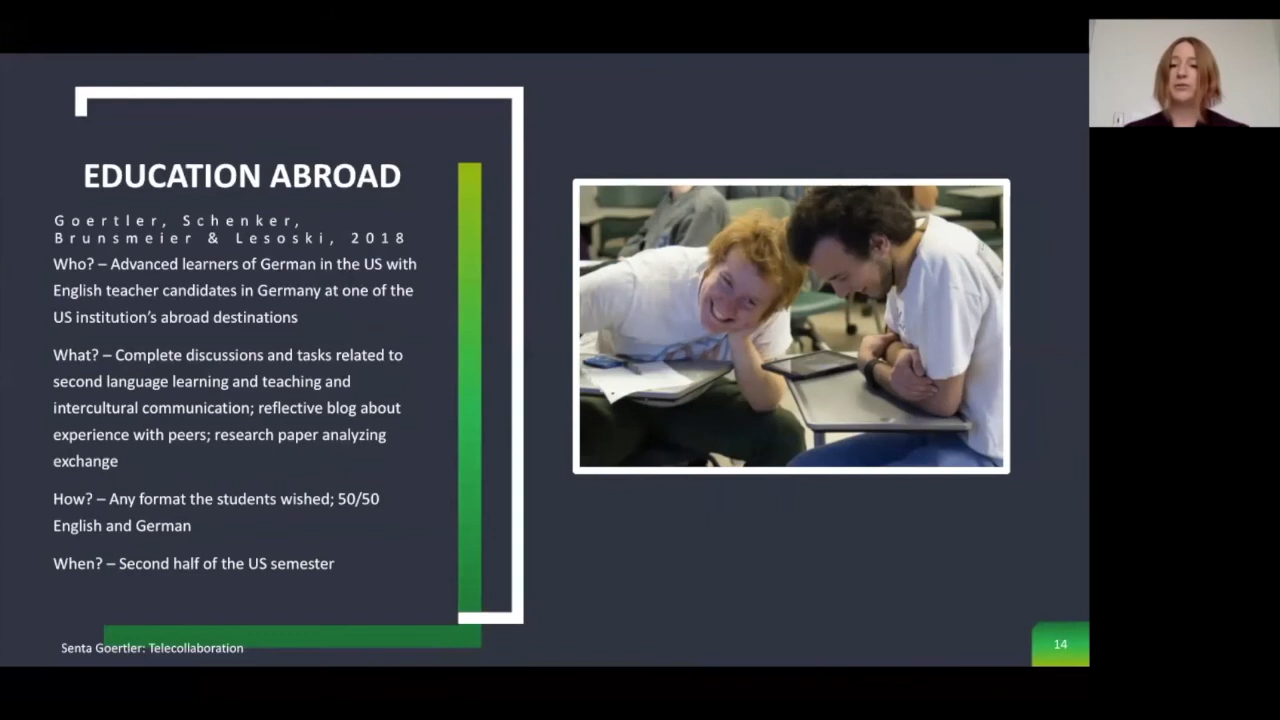 EDUCATION ABROAD
Goertler, Schenker,
Brunsmeier & Lesoski, 2018
Who? – Advanced learners of German in the US with
English teacher candidates in Germany at one of the
US institution's abroad destinations
What? – Complete discussions and tasks related to
second language learning and teaching and
intercultural communication; reflective blog about
experience with peers; research paper analyzing
exchange
How? – Any format the students wished; 50/50
English and German
When? – Second half of the US semester
Senta Goertler: Telecollaboration
14